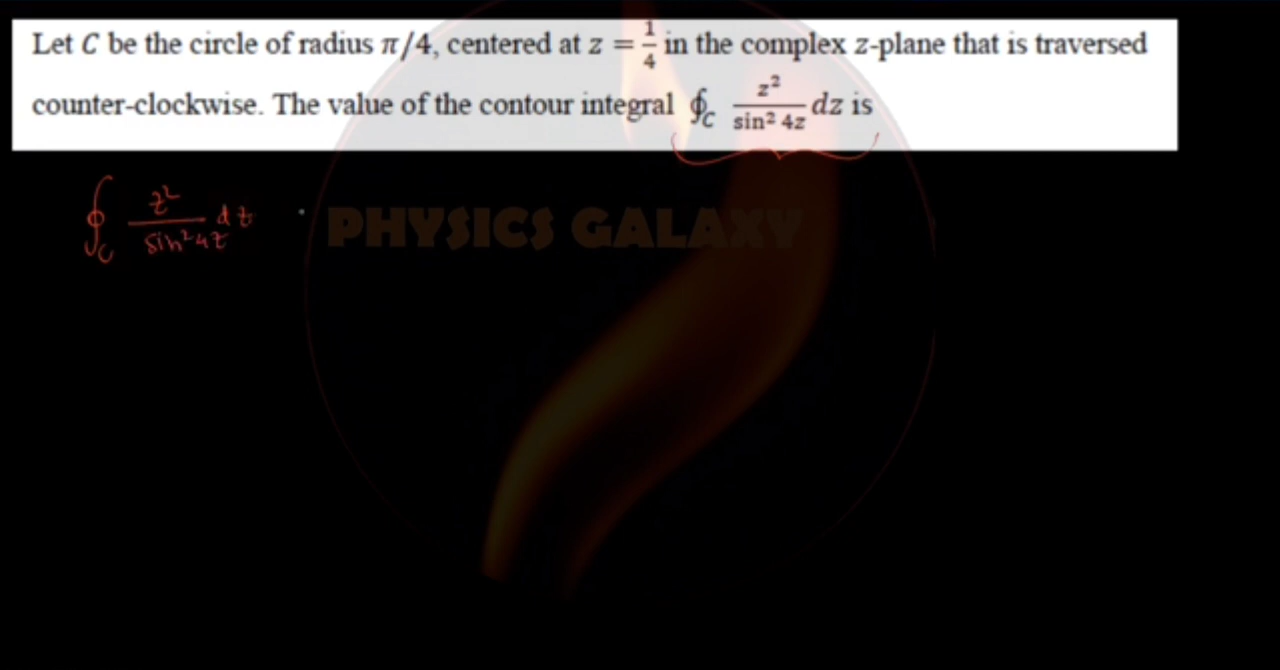 Let C be the circle of radius π/4, centered at z = 1/4 in the complex z-plane that is traversed
counter-clockwise. The value of the contour integral ∮_C z²/sin² 4z dz is
∮_C z²/sin²4z dz
PHYSICS GALAXY